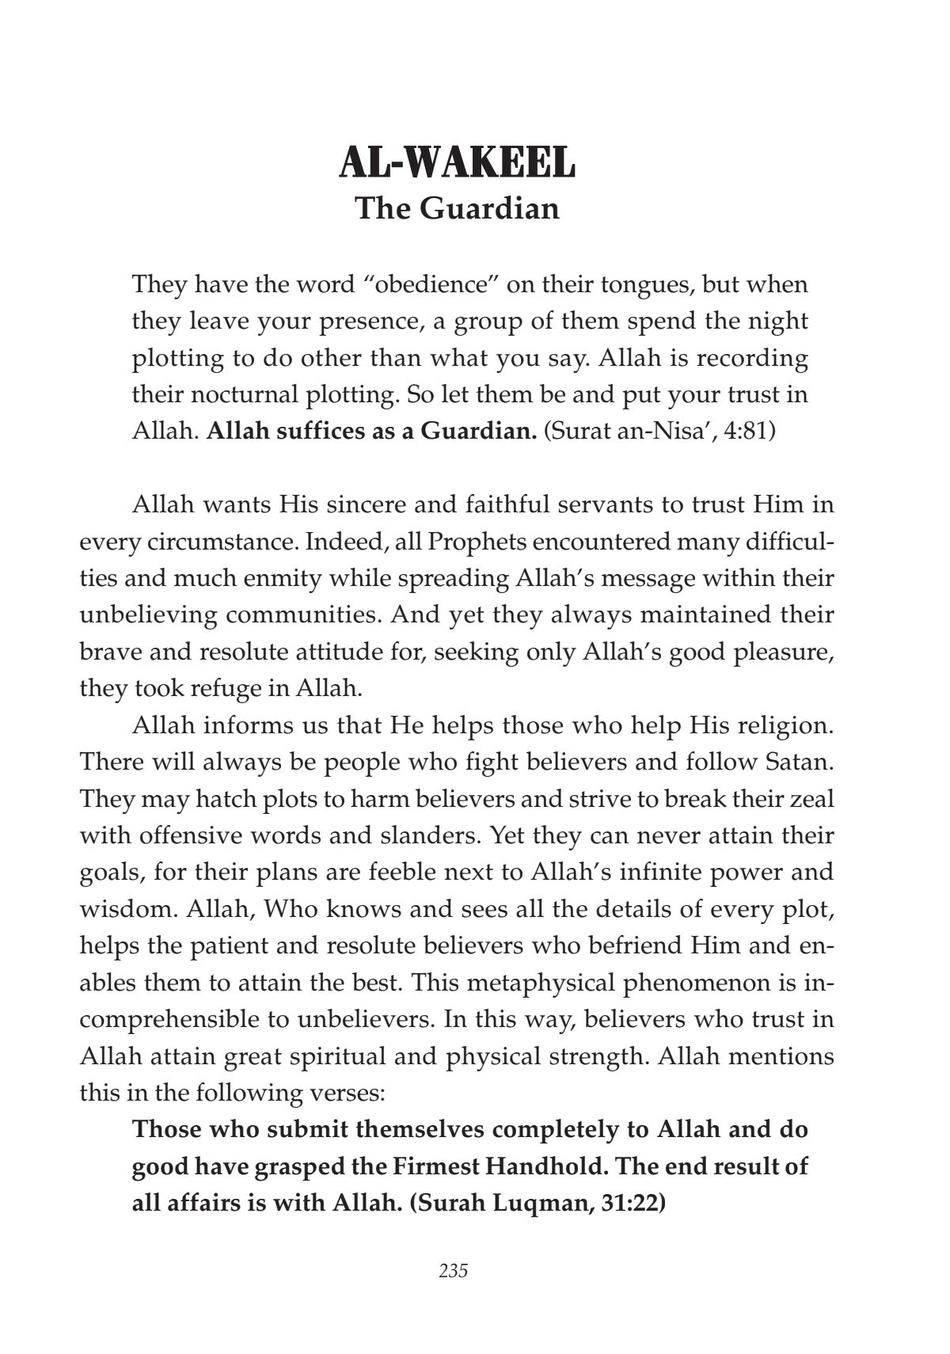 AL-WAKEEL
The Guardian
They have the word “obedience” on their tongues, but when
they leave your presence, a group of them spend the night
plotting to do other than what you say. Allah is recording
their nocturnal plotting. So let them be and put your trust in
Allah. Allah suffices as a Guardian. (Surat an-Nisa’, 4:81)
Allah wants His sincere and faithful servants to trust Him in
every circumstance. Indeed, all Prophets encountered many difficul-
ties and much enmity while spreading Allah’s message within their
unbelieving communities. And yet they always maintained their
brave and resolute attitude for, seeking only Allah’s good pleasure,
they took refuge in Allah.
Allah informs us that He helps those who help His religion.
There will always be people who fight believers and follow Satan.
They may hatch plots to harm believers and strive to break their zeal
with offensive words and slanders. Yet they can never attain their
goals, for their plans are feeble next to Allah’s infinite power and
wisdom. Allah, Who knows and sees all the details of every plot,
helps the patient and resolute believers who befriend Him and en-
ables them to attain the best. This metaphysical phenomenon is in-
comprehensible to unbelievers. In this way, believers who trust in
Allah attain great spiritual and physical strength. Allah mentions
this in the following verses:
Those who submit themselves completely to Allah and do
good have grasped the Firmest Handhold. The end result of
all affairs is with Allah. (Surah Luqman, 31:22)
235